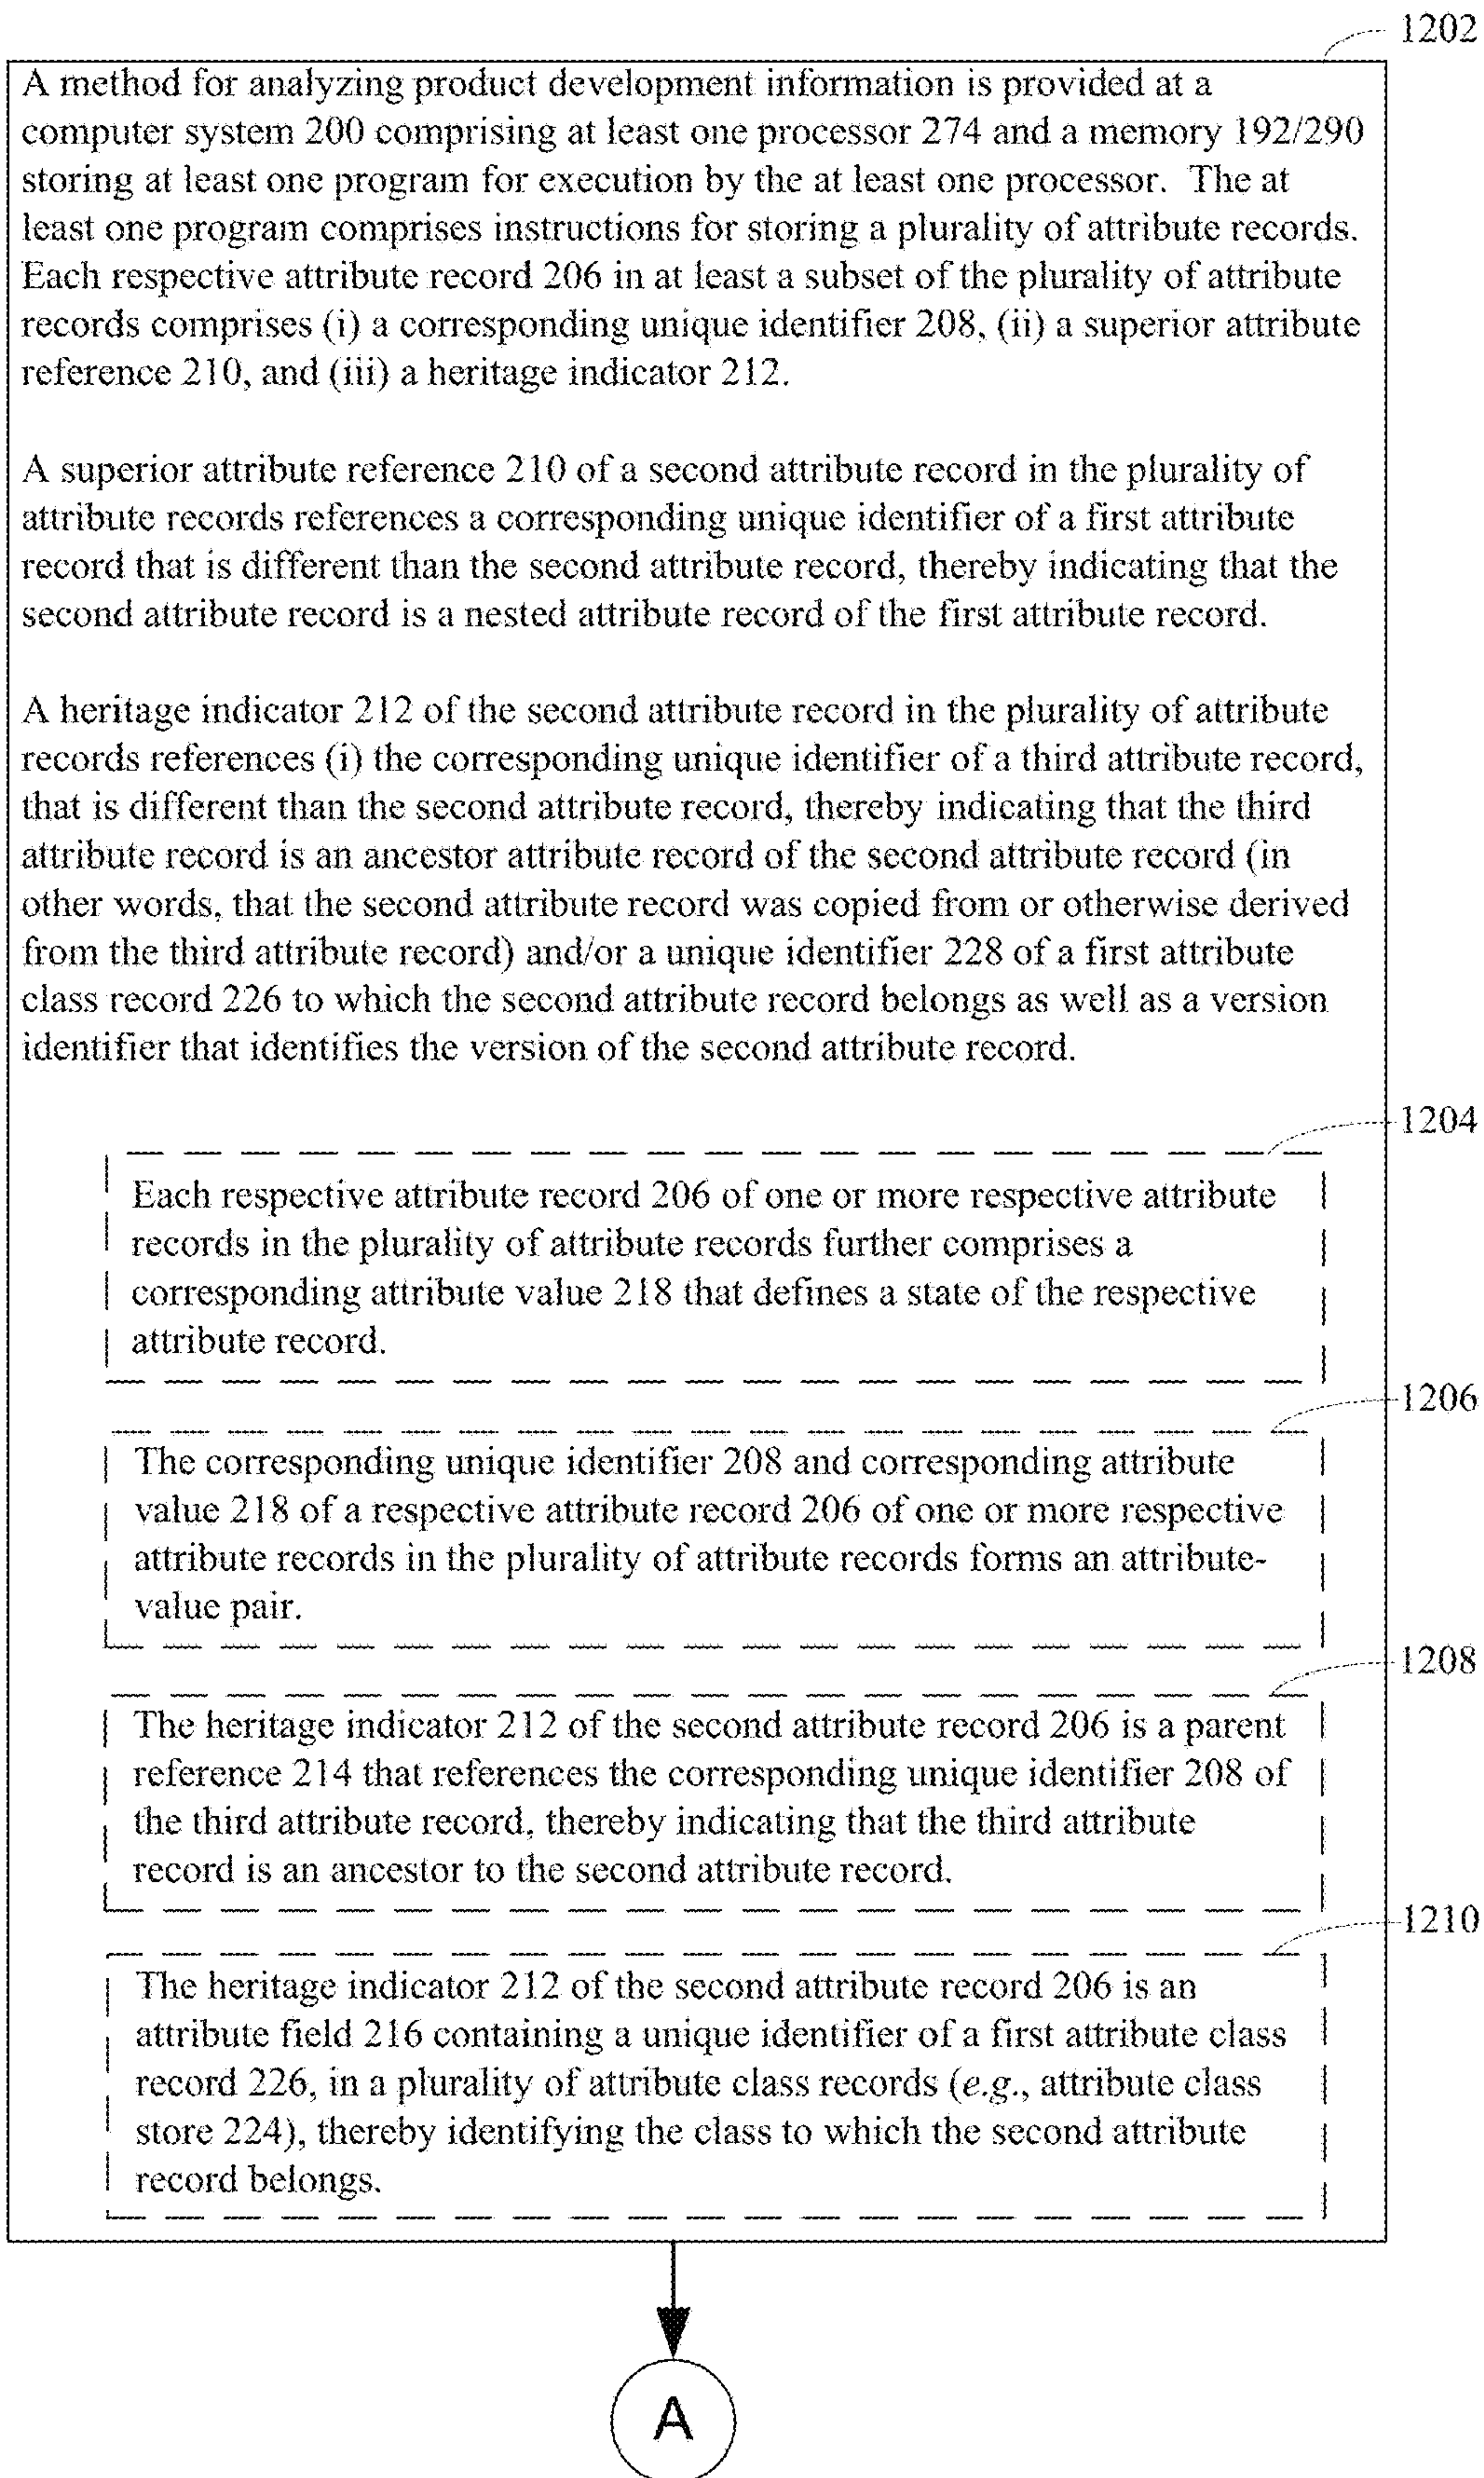 1202
A method for analyzing product development information is provided at a
computer system 200 comprising at least one processor 274 and a memory 192/290
storing at least one program for execution by the at least one processor.  The at
least one program comprises instructions for storing a plurality of attribute records.
Each respective attribute record 206 in at least a subset of the plurality of attribute
records comprises (i) a corresponding unique identifier 208, (ii) a superior attribute
reference 210, and (iii) a heritage indicator 212.
A superior attribute reference 210 of a second attribute record in the plurality of
attribute records references a corresponding unique identifier of a first attribute
record that is different than the second attribute record, thereby indicating that the
second attribute record is a nested attribute record of the first attribute record.
A heritage indicator 212 of the second attribute record in the plurality of attribute
records references (i) the corresponding unique identifier of a third attribute record,
that is different than the second attribute record, thereby indicating that the third
attribute record is an ancestor attribute record of the second attribute record (in
other words, that the second attribute record was copied from or otherwise derived
from the third attribute record) and/or a unique identifier 228 of a first attribute
class record 226 to which the second attribute record belongs as well as a version
identifier that identifies the version of the second attribute record.
1204
Each respective attribute record 206 of one or more respective attribute
records in the plurality of attribute records further comprises a
corresponding attribute value 218 that defines a state of the respective
attribute record.
1206
The corresponding unique identifier 208 and corresponding attribute
value 218 of a respective attribute record 206 of one or more respective
attribute records in the plurality of attribute records forms an attribute-
value pair.
1208
The heritage indicator 212 of the second attribute record 206 is a parent
reference 214 that references the corresponding unique identifier 208 of
the third attribute record, thereby indicating that the third attribute
record is an ancestor to the second attribute record.
1210
The heritage indicator 212 of the second attribute record 206 is an
attribute field 216 containing a unique identifier of a first attribute class
record 226, in a plurality of attribute class records (e.g., attribute class
store 224), thereby identifying the class to which the second attribute
record belongs.
A